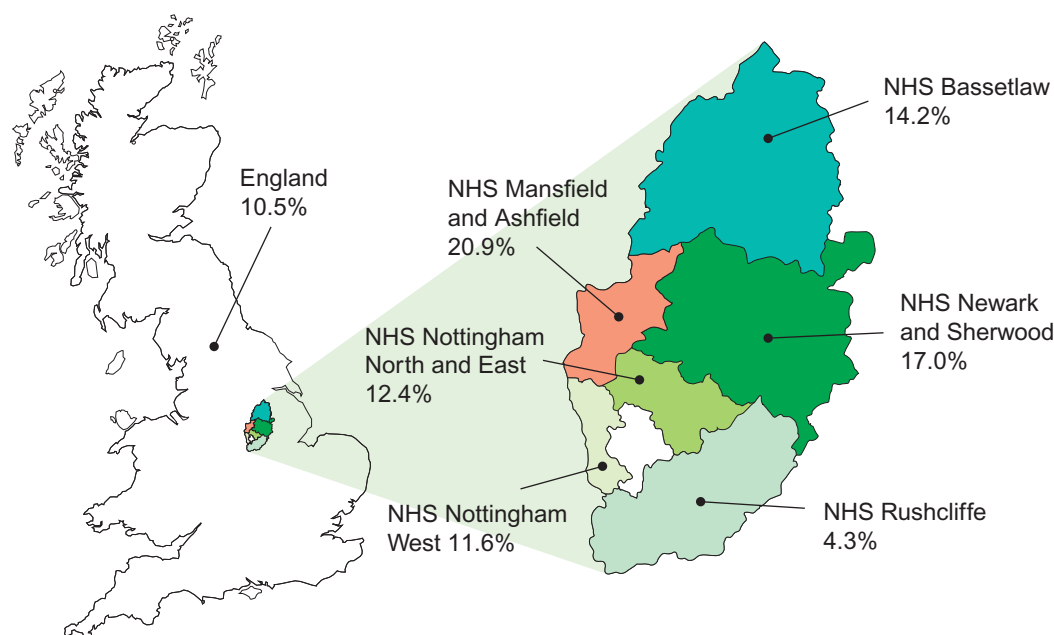 England
10.5%
NHS Bassetlaw
14.2%
NHS Mansfield
and Ashfield
20.9%
NHS Newark
and Sherwood
17.0%
NHS Nottingham
North and East
12.4%
NHS Nottingham
West 11.6%
NHS Rushcliffe
4.3%